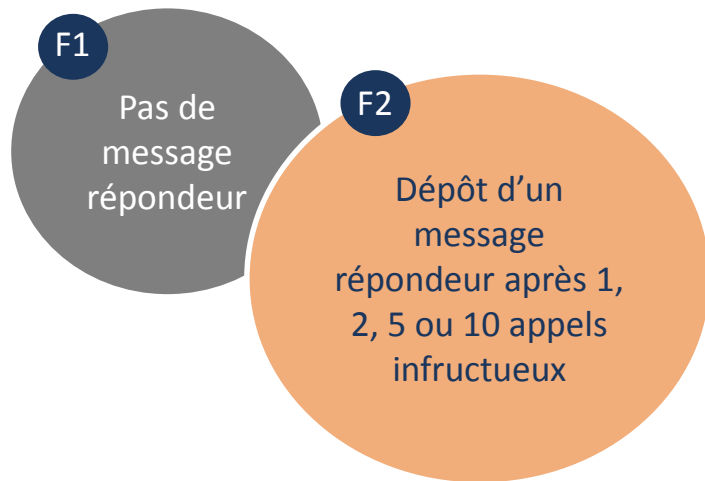 F1
Pas de
message
répondeur
F2
Dépôt d’un
message
répondeur après 1,
2, 5 ou 10 appels
infructueux